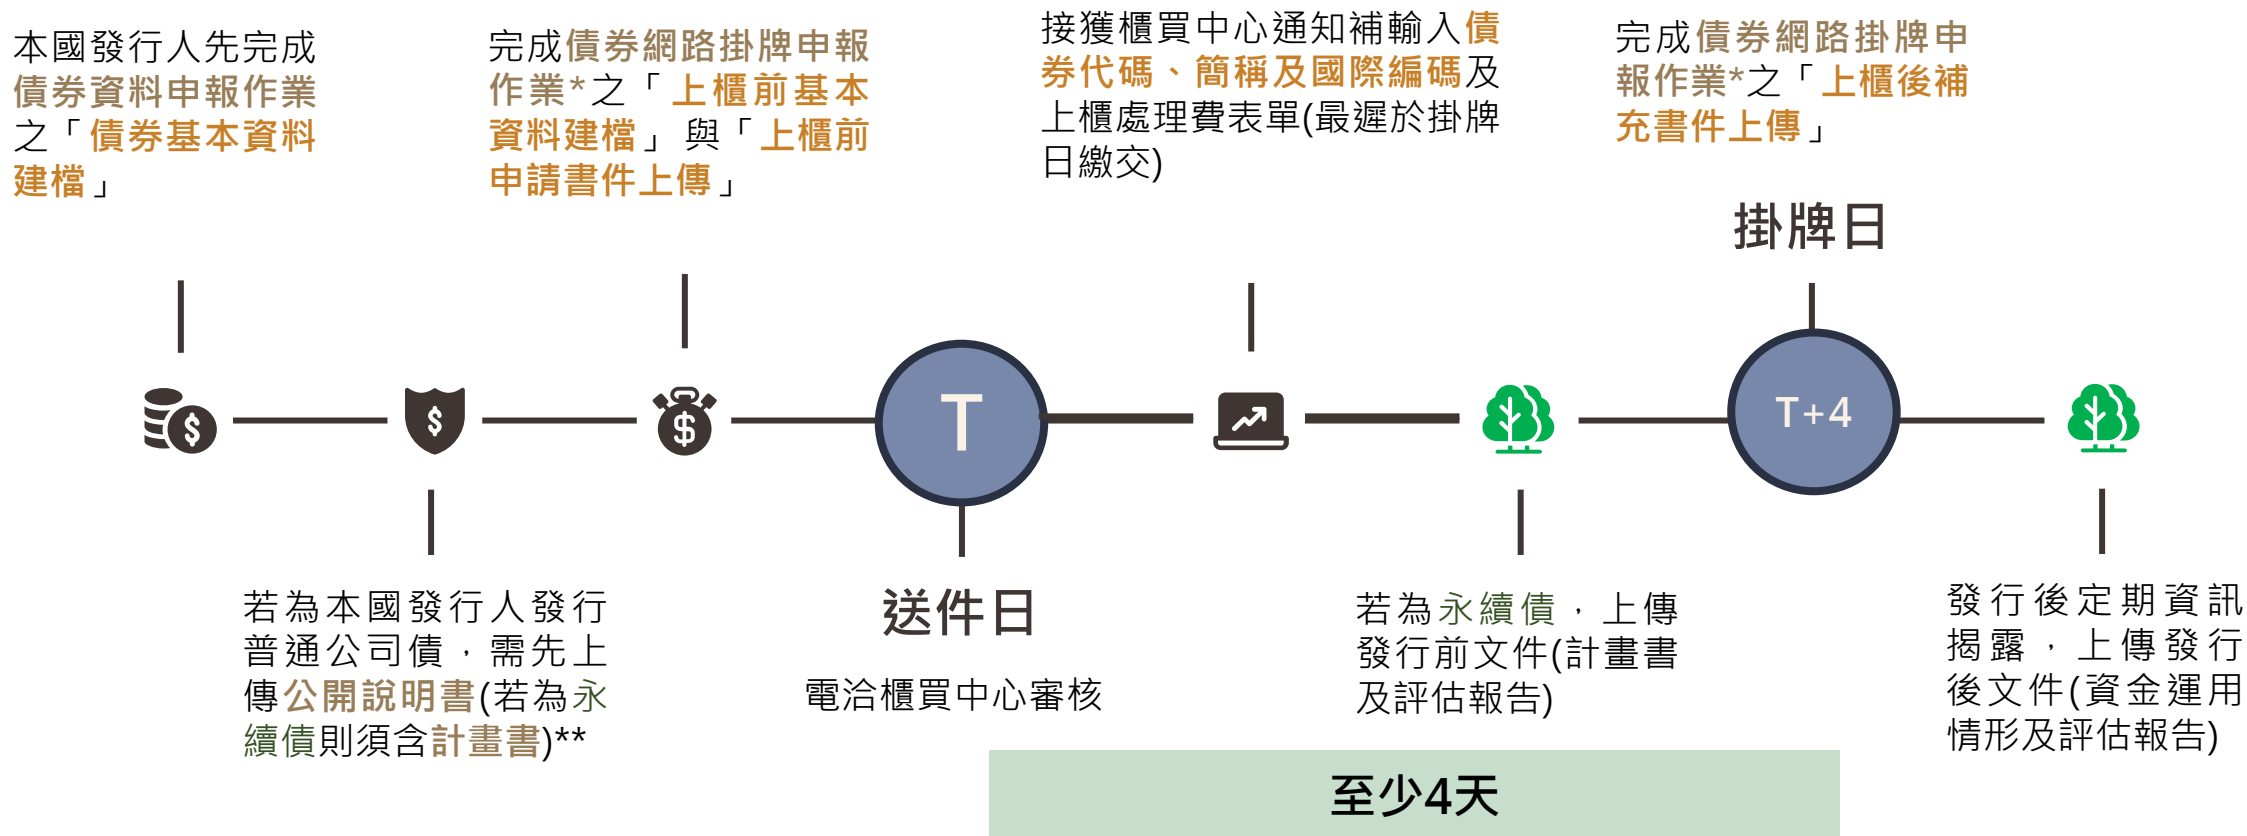 本國發行人先完成
債券資料申報作業
之「債券基本資料
建檔」
完成債券網路掛牌申報
作業*之「上櫃前基本
資料建檔」與「上櫃前
申請書件上傳」
接獲櫃買中心通知補輸入債
券代碼、簡稱及國際編碼及
上櫃處理費表單(最遲於掛牌
日繳交)
完成債券網路掛牌申
報作業*之「上櫃後補
充書件上傳」
掛牌日
T
T+4
若為本國發行人發行
普通公司債，需先上
傳公開說明書(若為永
續債則須含計畫書)**
送件日
電洽櫃買中心審核
若為永續債，上傳
發行前文件(計畫書
及評估報告)
發行後定期資訊
揭露，上傳發行
後文件(資金運用
情形及評估報告)
至少4天